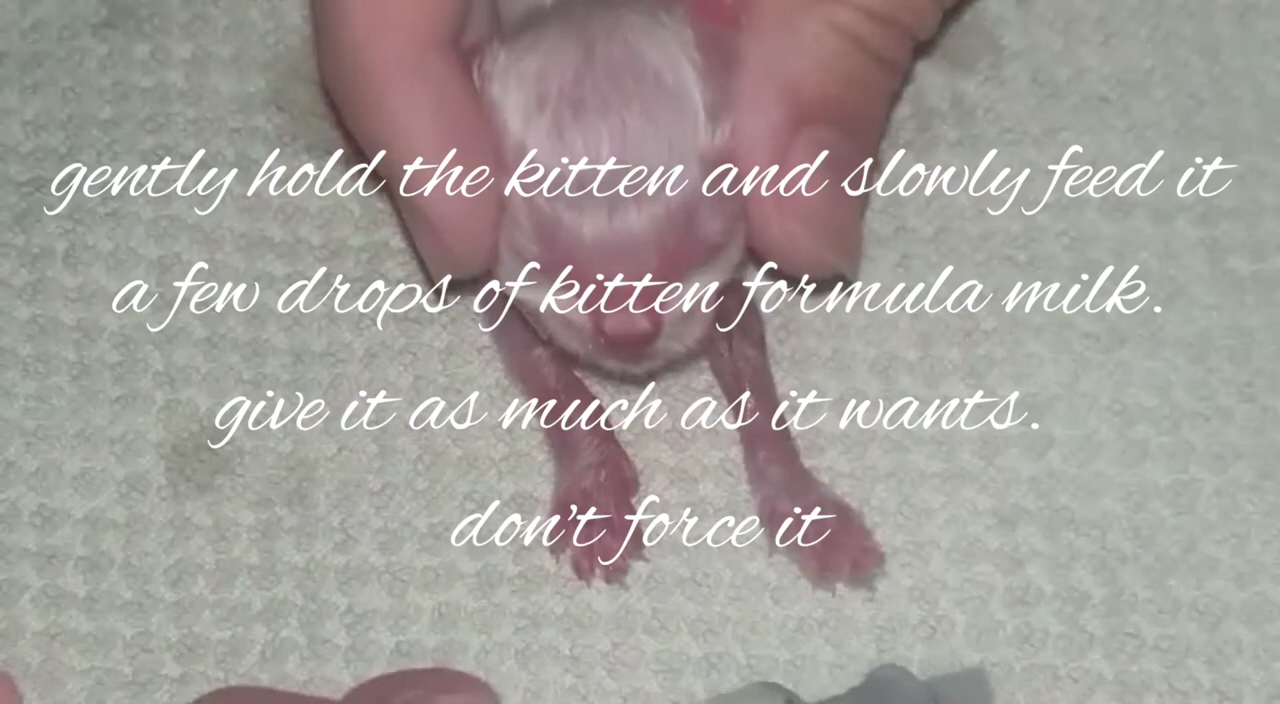 gently hold the kitten and slowly feed it
a few drops of kitten formula milk.
give it as much as it wants.
don't force it